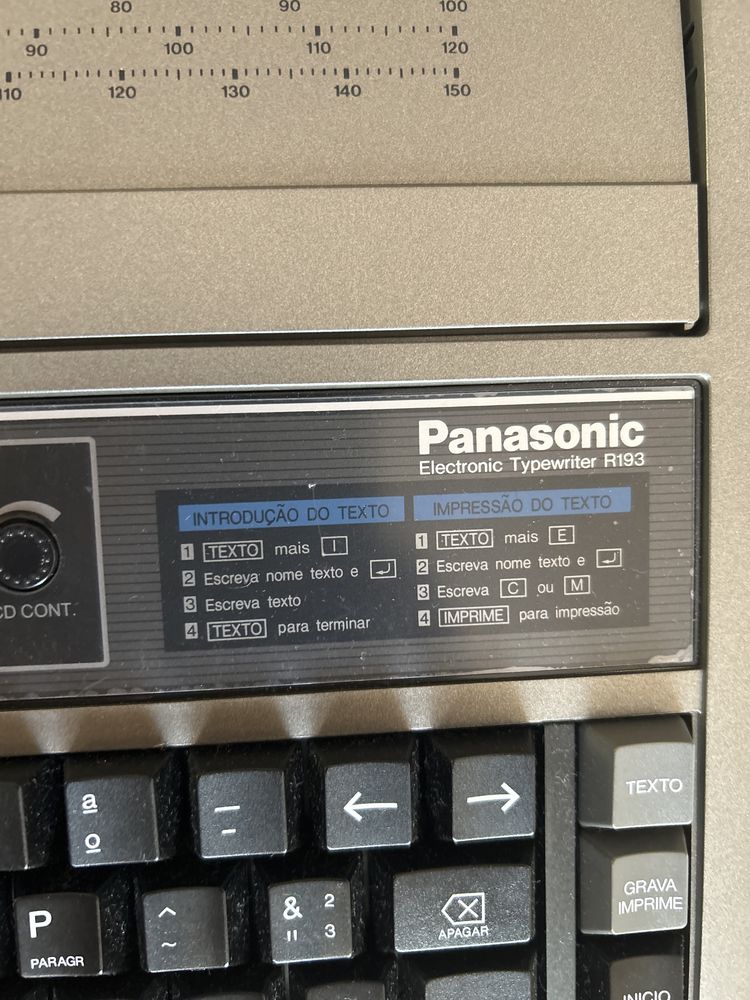 80 90 100
90 100 110 120
110 120 130 140 150
Panasonic
Electronic Typewriter R193
INTRODUÇÃO DO TEXTO
1 TEXTO mais I
2 Escreva nome texto e ↵
3 Escreva texto
4 TEXTO para terminar
IMPRESSÃO DO TEXTO
1 TEXTO mais E
2 Escreva nome texto e ↵
3 Escreva C ou M
4 IMPRIME para impressão
CD CONT.
a
o
_
-
←
→
TEXTO
P
PARAGR
^
~
& 2
" 3
APAGAR
GRAVA
IMPRIME
INICIO